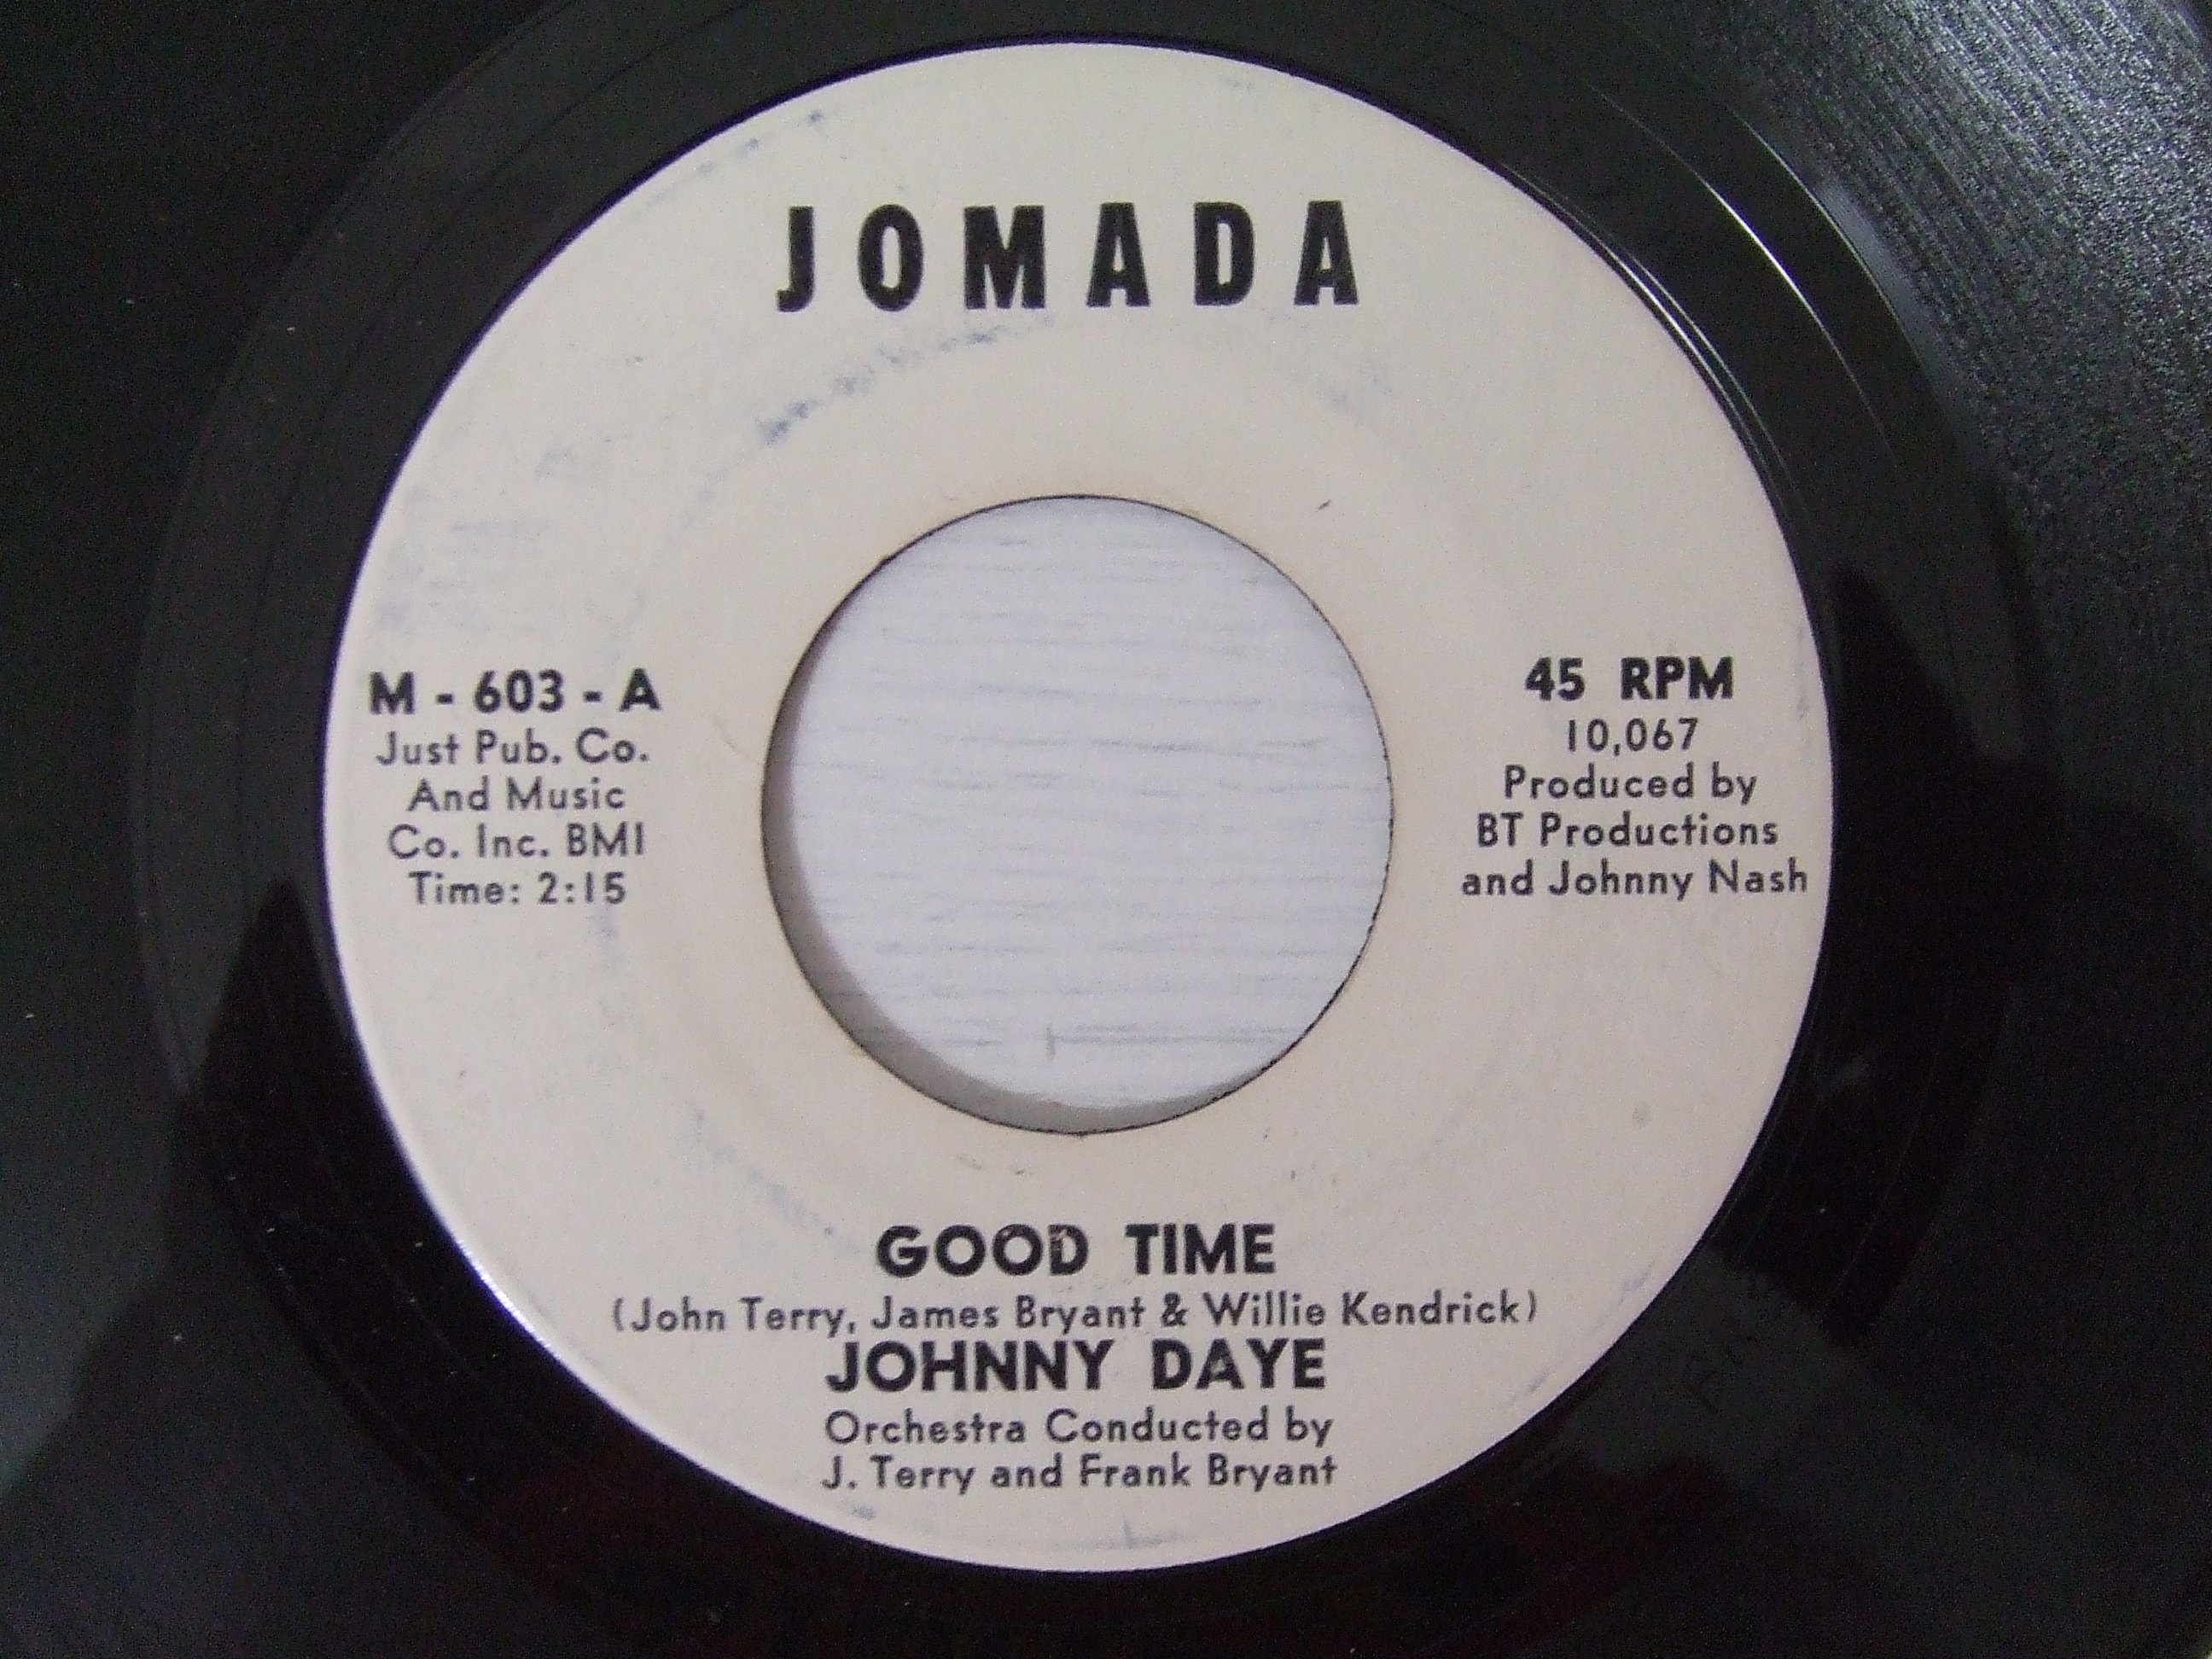 JOMADA
M - 603 - A
Just Pub. Co.
And Music
Co. Inc. BMI
Time: 2:15
45 RPM
10,067
Produced by
BT Productions
and Johnny Nash
GOOD TIME
(John Terry, James Bryant & Willie Kendrick)
JOHNNY DAYE
Orchestra Conducted by
J. Terry and Frank Bryant